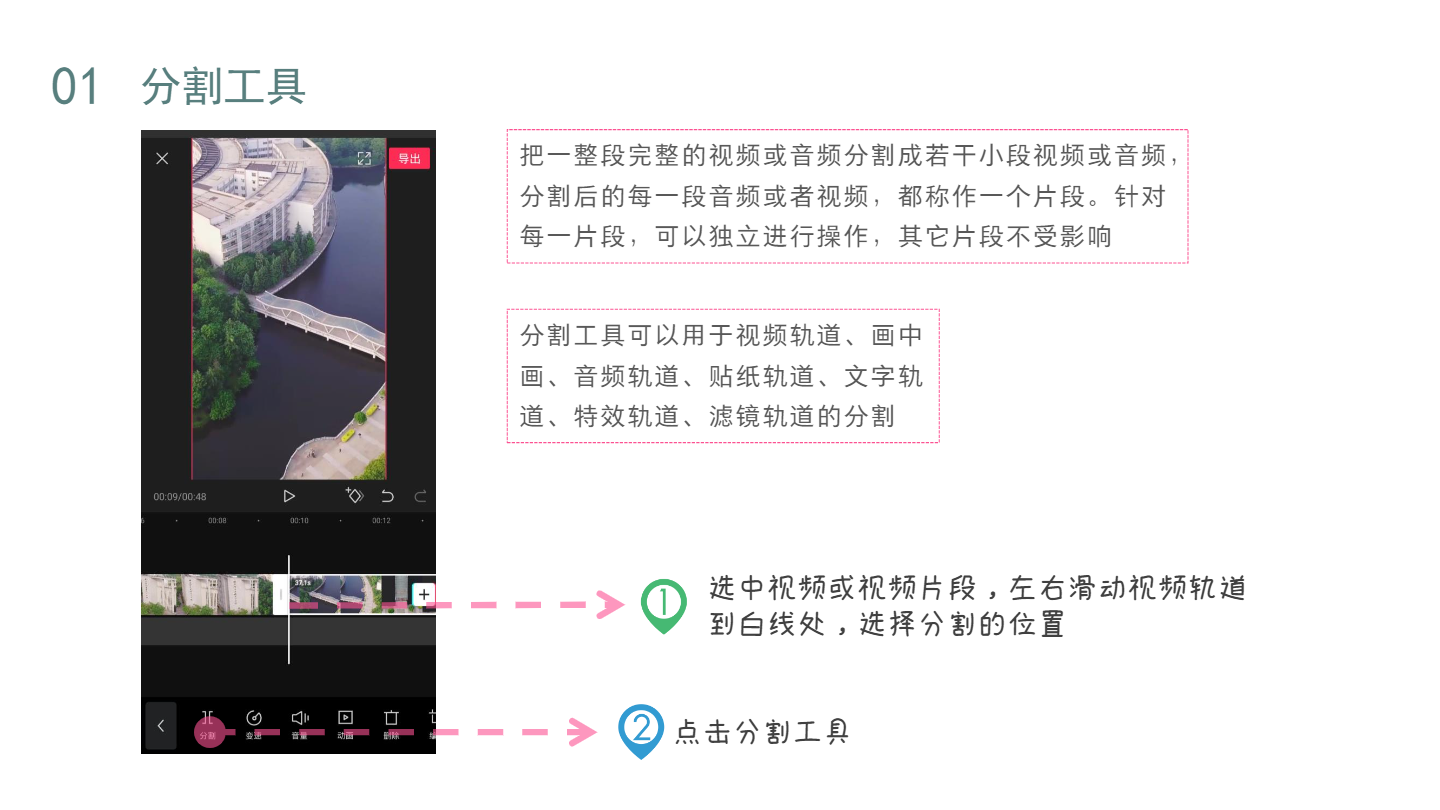 01 分割工具
导出
把一整段完整的视频或音频分割成若干小段视频或音频，
分割后的每一段音频或者视频，都称作一个片段。针对
每一片段，可以独立进行操作，其它片段不受影响
分割工具可以用于视频轨道、画中
画、音频轨道、贴纸轨道、文字轨
道、特效轨道、滤镜轨道的分割
00:09/00:48
00:08 00:10 00:12
37.1s
1
选中视频或视频片段，左右滑动视频轨道
到白线处，选择分割的位置
分割 变速 音量 动画 删除
2
点击分割工具